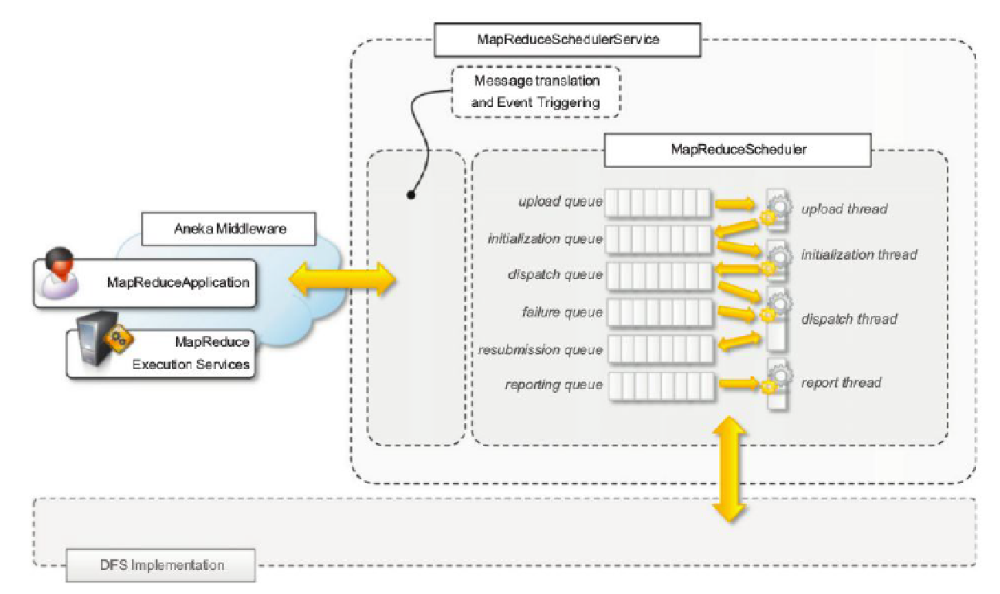 MapReduceSchedulerService
Message translation
and Event Triggering
MapReduceScheduler
upload queue
upload thread
Aneka Middleware
initialization queue
initialization thread
MapReduceApplication
dispatch queue
failure queue
dispatch thread
MapReduce
Execution Services
resubmission queue
reporting queue
report thread
DFS Implementation